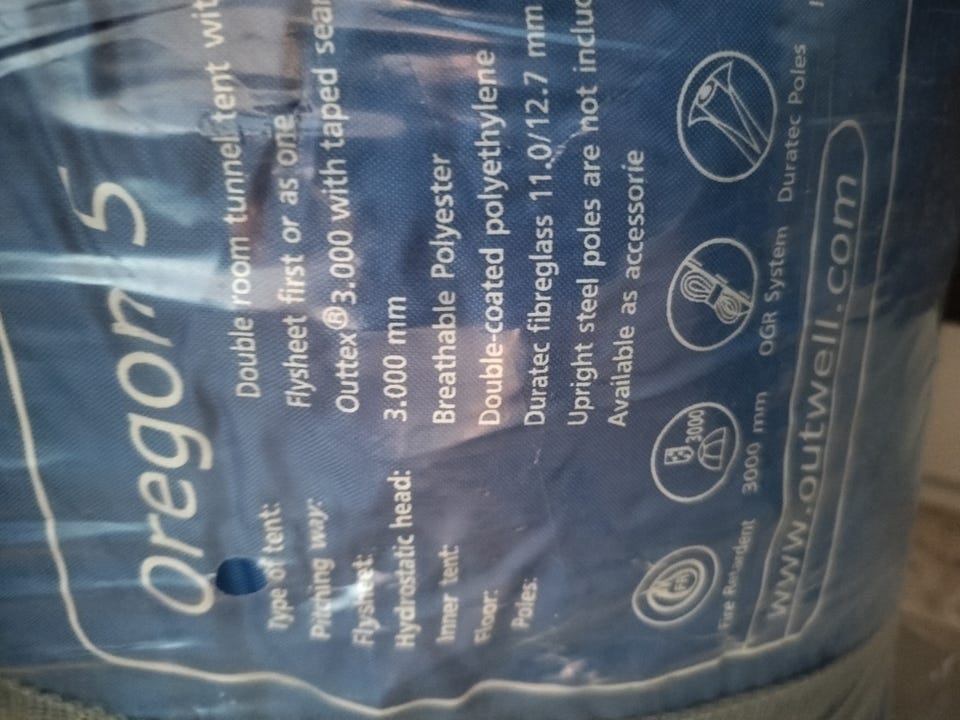 oregon 5
Type of tent: Double room tunnel tent wit
Pitching way: Flysheet first or as one
Flysheet: Outtex®3.000 with taped sear
Hydrostatic head: 3.000 mm
Inner tent: Breathable Polyester
Floor: Double-coated polyethylene
Poles: Duratec fibreglass 11.0/12.7 mm
Upright steel poles are not includ
Available as accessorie
3000
Fire Retardent 3000 mm OGR System Duratec Poles
www.outwell.com